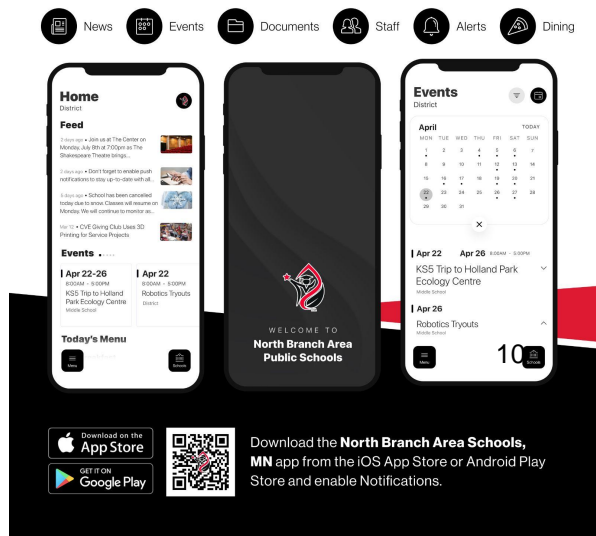 News
Events
Documents
Staff
Alerts
Dining
Home
District
Feed
3 days ago • Join us at The Center on
Monday, July 8th at 7:00pm as The
Shakespeare Theatre brings...
3 days ago • Don't forget to enable push
notifications to stay up-to-date with all...
6 days ago • School has been cancelled
today due to snow. Classes will resume on
Monday. We will continue to monitor as...
Mar 12 • CVE Giving Club Uses 3D
Printing for Service Projects
Events
Apr 22-26
8:00AM - 5:00PM
KS5 Trip to Holland
Park Ecology Centre
Middle School
Apr 22
8:00AM - 5:00PM
Robotics Tryouts
District
Today's Menu
Menu
Schools
WELCOME TO
North Branch Area
Public Schools
Events
District
April TODAY
MON TUE WED THU FRI SAT SUN
1 2 3 4 5 6 7
8 9 10 11 12 13 14
15 16 17 18 19 20 21
22 23 24 25 26 27 28
29 30 31
Apr 22 Apr 26 8:00AM - 5:00PM
KS5 Trip to Holland Park
Ecology Centre
Middle School
Apr 26
Robotics Tryouts
Middle School
Menu
10
Schools
Download on the
App Store
GET IT ON
Google Play
Download the North Branch Area Schools,
MN app from the iOS App Store or Android Play
Store and enable Notifications.